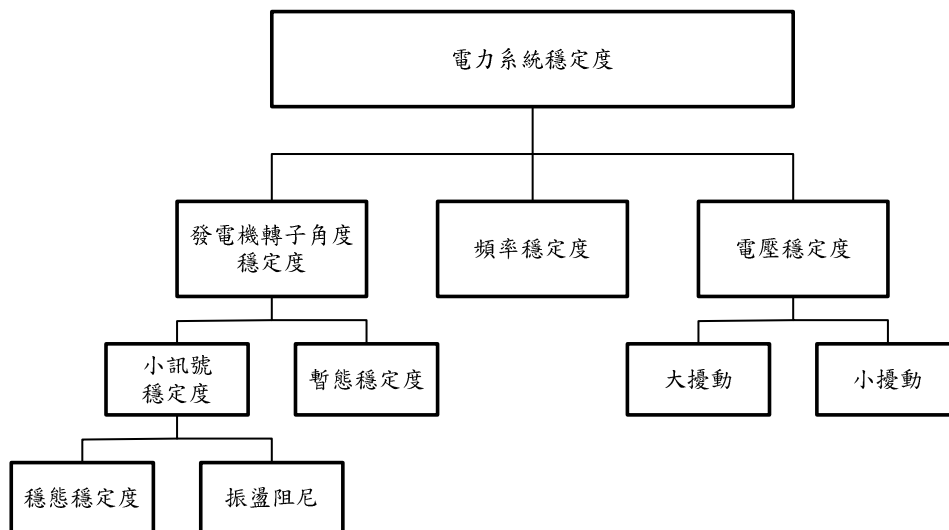 電力系統穩定度
發電機轉子角度
穩定度
頻率穩定度
電壓穩定度
小訊號
穩定度
暫態穩定度
大擾動
小擾動
穩態穩定度
振盪阻尼